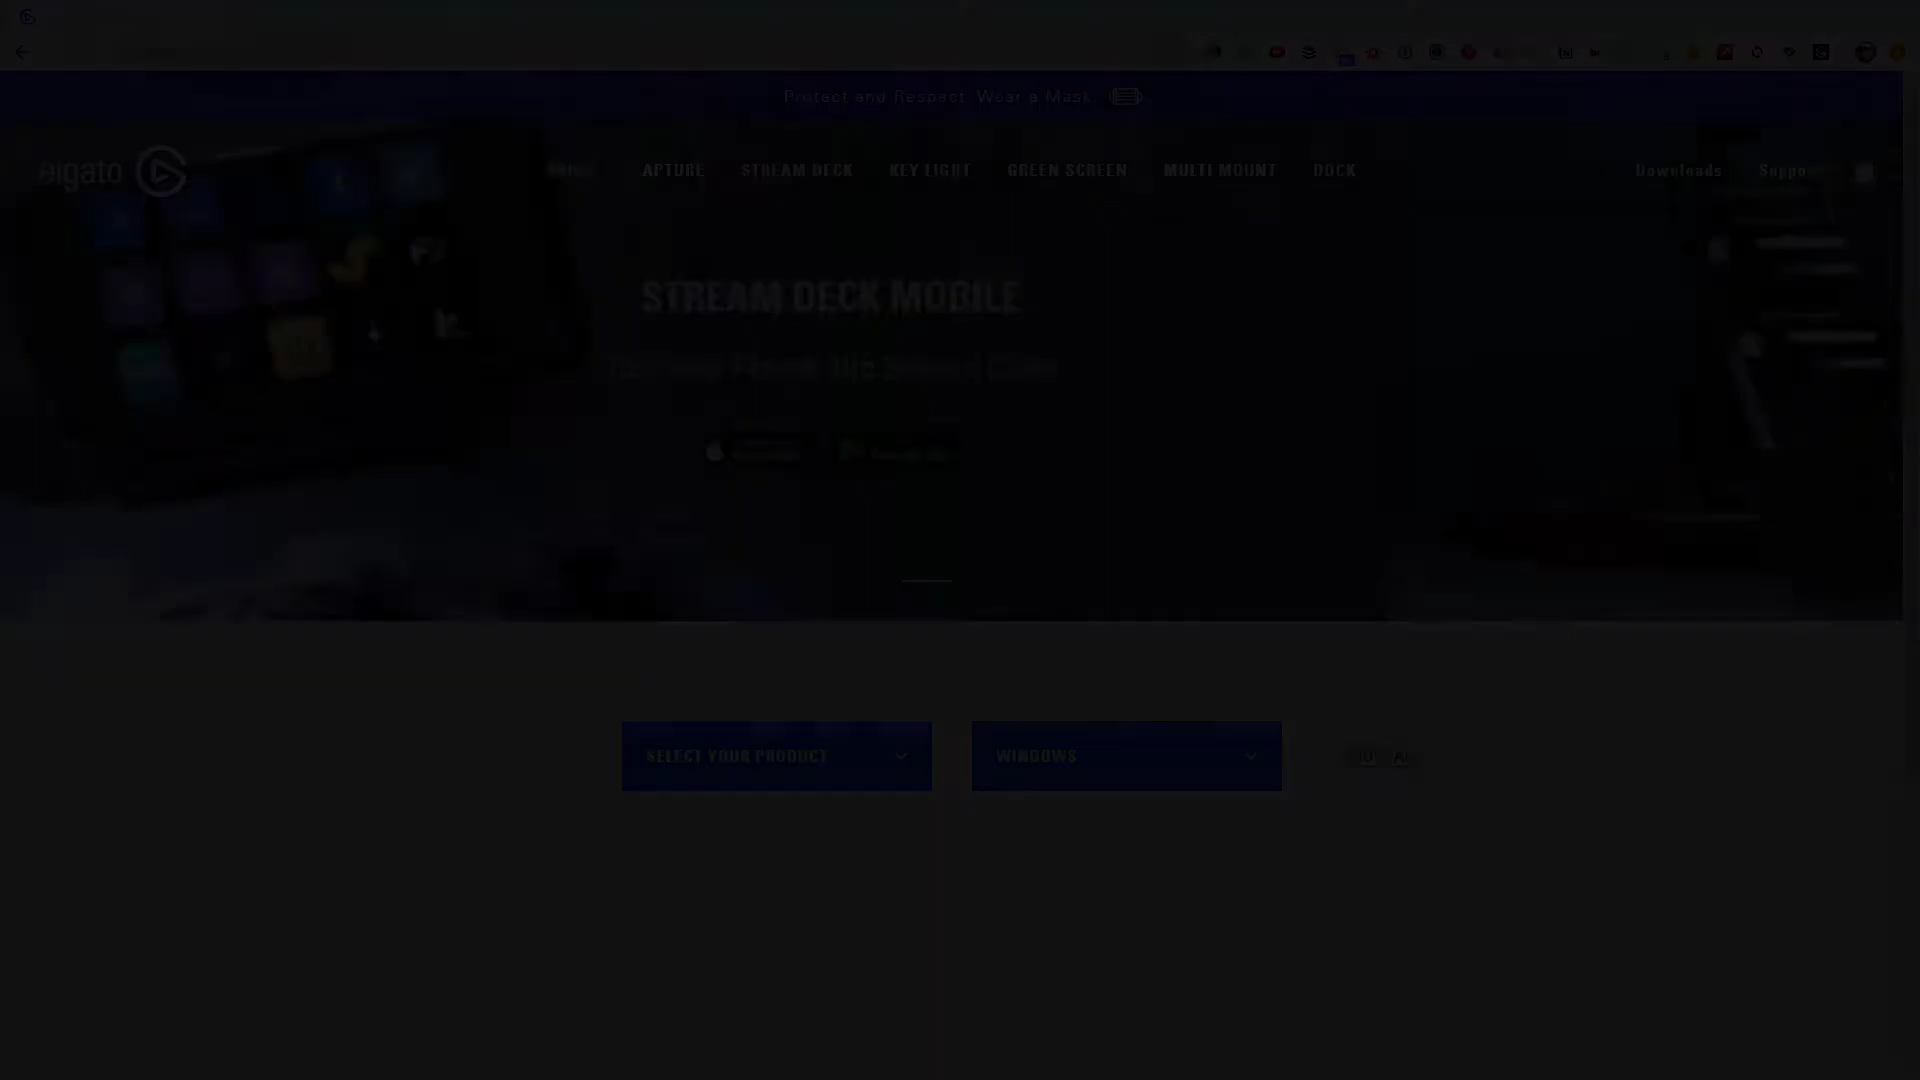 Protect and Respect. Wear a Mask.
elgato
APTURE
STREAM DECK
KEY LIGHT
GREEN SCREEN
MULTI MOUNT
DOCK
Downloads
Suppo
STREAM DECK MOBILE
SELECT YOUR PRODUCT
WINDOWS